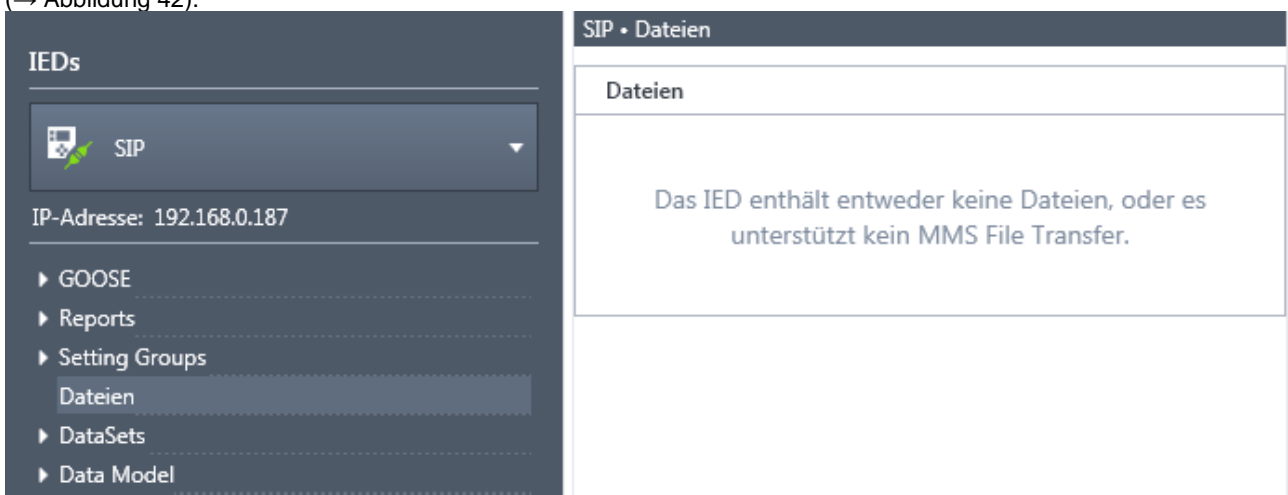 (→ Abbildung 42).
IEDs
SIP
IP-Adresse: 192.168.0.187
GOOSE
Reports
Setting Groups
Dateien
DataSets
Data Model
SIP • Dateien
Dateien
Das IED enthält entweder keine Dateien, oder es
unterstützt kein MMS File Transfer.